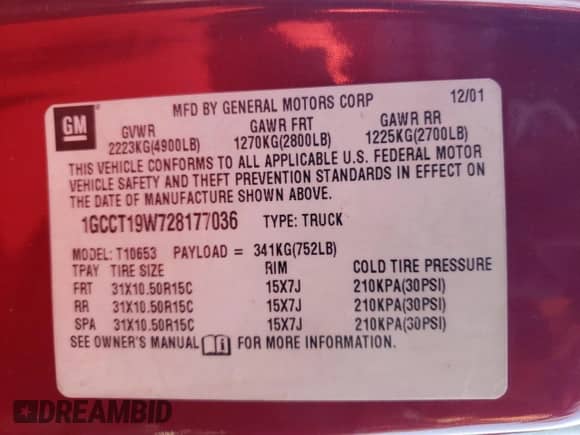 MFD BY GENERAL MOTORS CORP 12/01
GM
GVWR GAWR FRT GAWR RR
2223KG(4900LB) 1270KG(2800LB) 1225KG(2700LB)
THIS VEHICLE CONFORMS TO ALL APPLICABLE U.S. FEDERAL MOTOR
VEHICLE SAFETY AND THEFT PREVENTION STANDARDS IN EFFECT ON
THE DATE OF MANUFACTURE SHOWN ABOVE.
1GCCT19W728177036 TYPE: TRUCK
MODEL: T10653 PAYLOAD = 341KG(752LB)
TPAY TIRE SIZE RIM COLD TIRE PRESSURE
FRT 31X10.50R15C 15X7J 210KPA(30PSI)
RR 31X10.50R15C 15X7J 210KPA(30PSI)
SPA 31X10.50R15C 15X7J 210KPA(30PSI)
SEE OWNER'S MANUAL FOR MORE INFORMATION.
DREAMBID